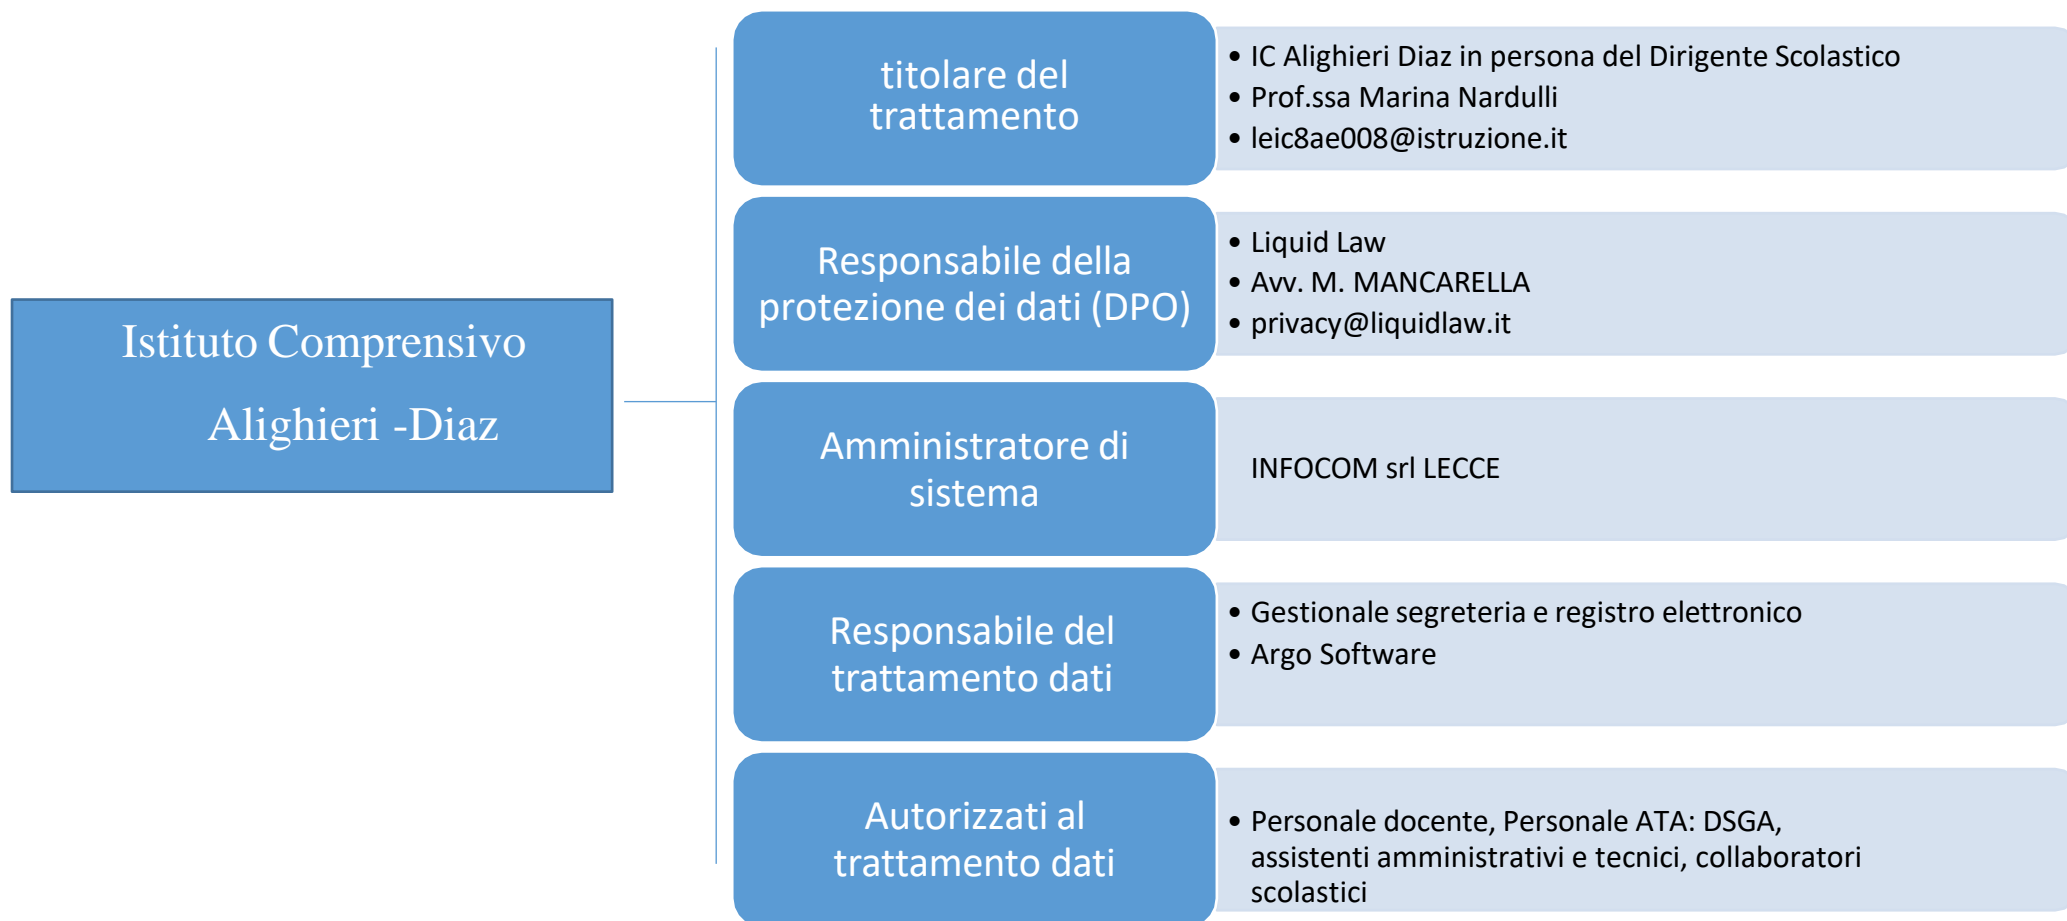 Istituto Comprensivo
Alighieri -Diaz
titolare del
trattamento
• IC Alighieri Diaz in persona del Dirigente Scolastico
• Prof.ssa Marina Nardulli
• leic8ae008@istruzione.it
Responsabile della
protezione dei dati (DPO)
• Liquid Law
• Avv. M. MANCARELLA
• privacy@liquidlaw.it
Amministratore di
sistema
INFOCOM srl LECCE
Responsabile del
trattamento dati
• Gestionale segreteria e registro elettronico
• Argo Software
Autorizzati al
trattamento dati
• Personale docente, Personale ATA: DSGA,
assistenti amministrativi e tecnici, collaboratori
scolastici